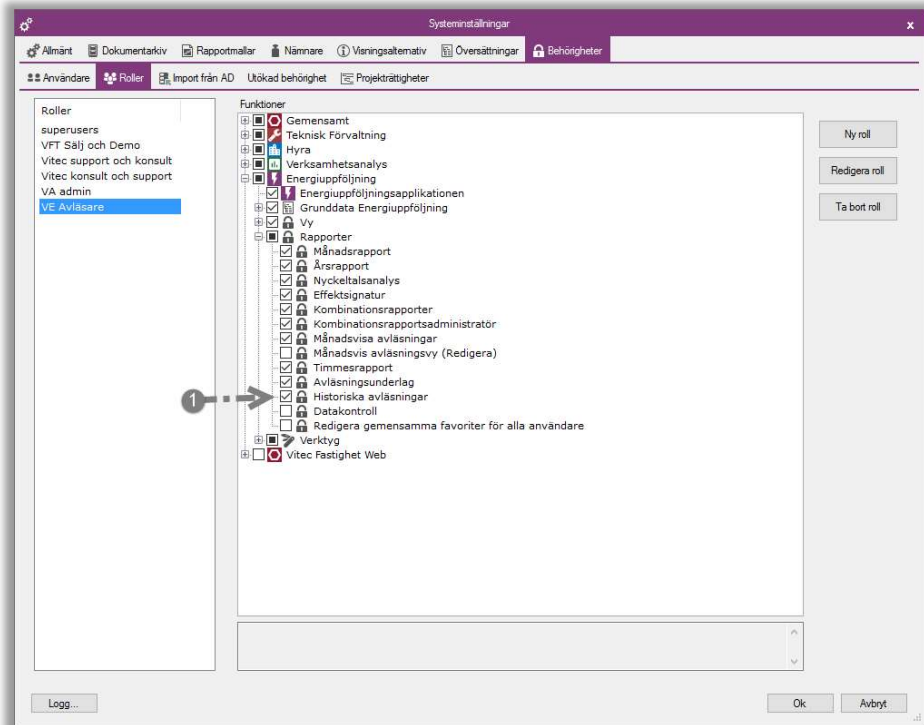 Systeminställningar
x
Allmänt Dokumentarkiv Rapportmallar Nämnare Visningsalternativ Översättningar Behörigheter
Användare Roller Import från AD Utökad behörighet Projekträttigheter
Roller
superusers
VFT Sälj och Demo
Vitec support och konsult
Vitec konsult och support
VA admin
VE Avläsare
Funktioner
Gemensamt
Teknisk Förvaltning
Hyra
Verksamhetsanalys
Energiuppföljning
Energiuppföljningsapplikationen
Grunddata Energiuppföljning
Vy
Rapporter
Månadsrapport
Årsrapport
Nyckeltalsanalys
Effektsignatur
Kombinationsrapporter
Kombinationsrapportsadministratör
Månadsvisa avläsningar
Månadsvis avläsningsvy (Redigera)
Timmesrapport
Avläsningsunderlag
1
Historiska avläsningar
Datakontroll
Redigera gemensamma favoriter för alla användare
Verktyg
Vitec Fastighet Web
Ny roll
Redigera roll
Ta bort roll
Logg...
Ok
Avbryt